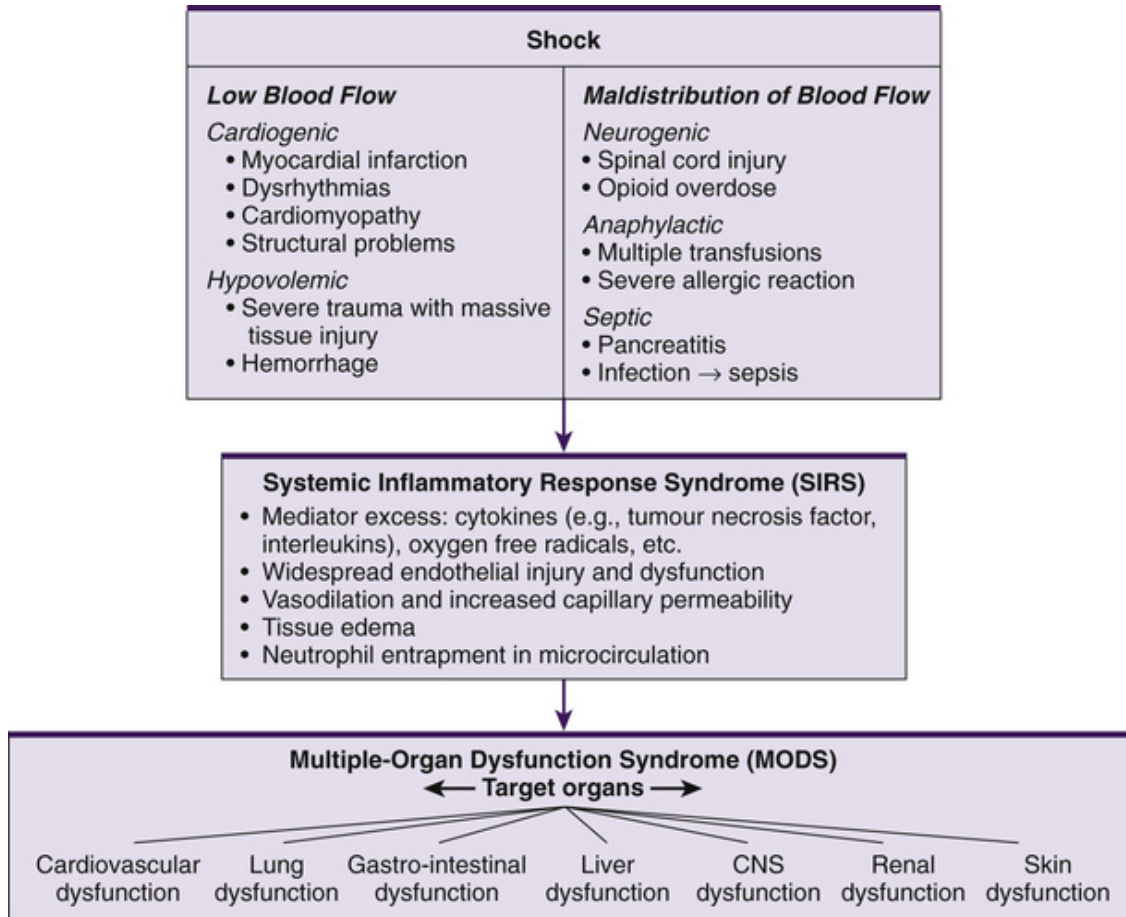 Shock
Low Blood Flow
Cardiogenic
• Myocardial infarction
• Dysrhythmias
• Cardiomyopathy
• Structural problems
Hypovolemic
• Severe trauma with massive
tissue injury
• Hemorrhage
Maldistribution of Blood Flow
Neurogenic
• Spinal cord injury
• Opioid overdose
Anaphylactic
• Multiple transfusions
• Severe allergic reaction
Septic
• Pancreatitis
• Infection → sepsis
Systemic Inflammatory Response Syndrome (SIRS)
• Mediator excess: cytokines (e.g., tumour necrosis factor,
interleukins), oxygen free radicals, etc.
• Widespread endothelial injury and dysfunction
• Vasodilation and increased capillary permeability
• Tissue edema
• Neutrophil entrapment in microcirculation
Multiple-Organ Dysfunction Syndrome (MODS)
← Target organs →
Cardiovascular
dysfunction
Lung
dysfunction
Gastro-intestinal
dysfunction
Liver
dysfunction
CNS
dysfunction
Renal
dysfunction
Skin
dysfunction